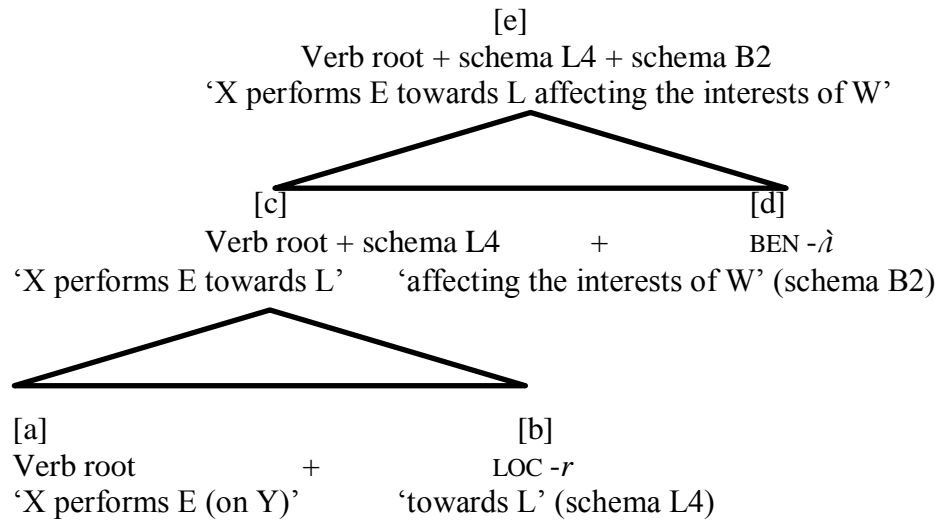 [e]
Verb root + schema L4 + schema B2
‘X performs E towards L affecting the interests of W’
[c] [d]
Verb root + schema L4 + BEN -ʌ̀
‘X performs E towards L’ ‘affecting the interests of W’ (schema B2)
[a] [b]
Verb root + LOC -r
‘X performs E (on Y)’ ‘towards L’ (schema L4)